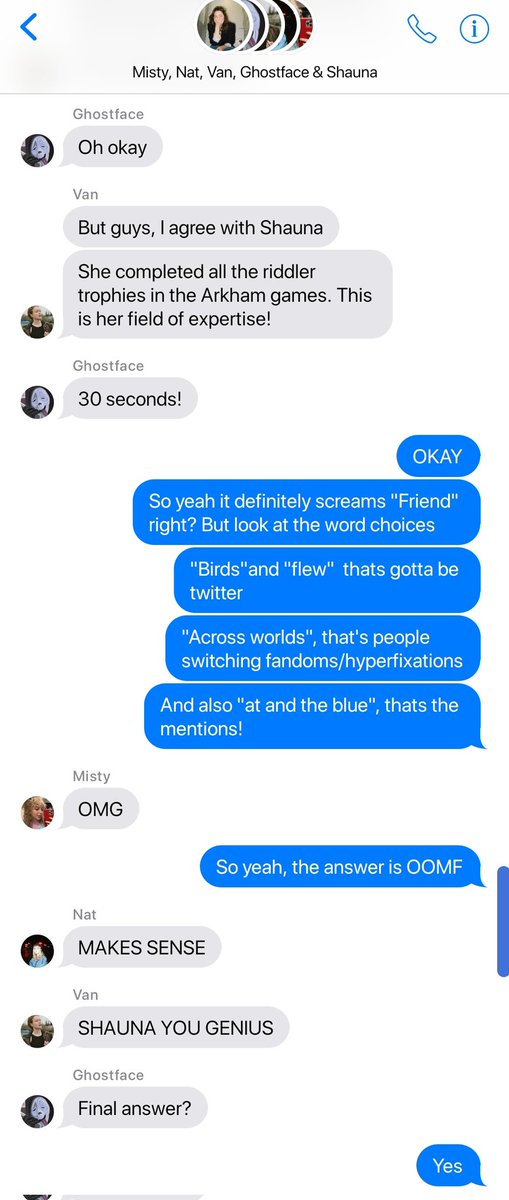 Misty, Nat, Van, Ghostface & Shauna
Ghostface
Oh okay
Van
But guys, I agree with Shauna
She completed all the riddler
trophies in the Arkham games. This
is her field of expertise!
Ghostface
30 seconds!
OKAY
So yeah it definitely screams "Friend"
right? But look at the word choices
"Birds"and "flew"  thats gotta be
twitter
"Across worlds", that's people
switching fandoms/hyperfixations
And also "at and the blue", thats the
mentions!
Misty
OMG
So yeah, the answer is OOMF
Nat
MAKES SENSE
Van
SHAUNA YOU GENIUS
Ghostface
Final answer?
Yes